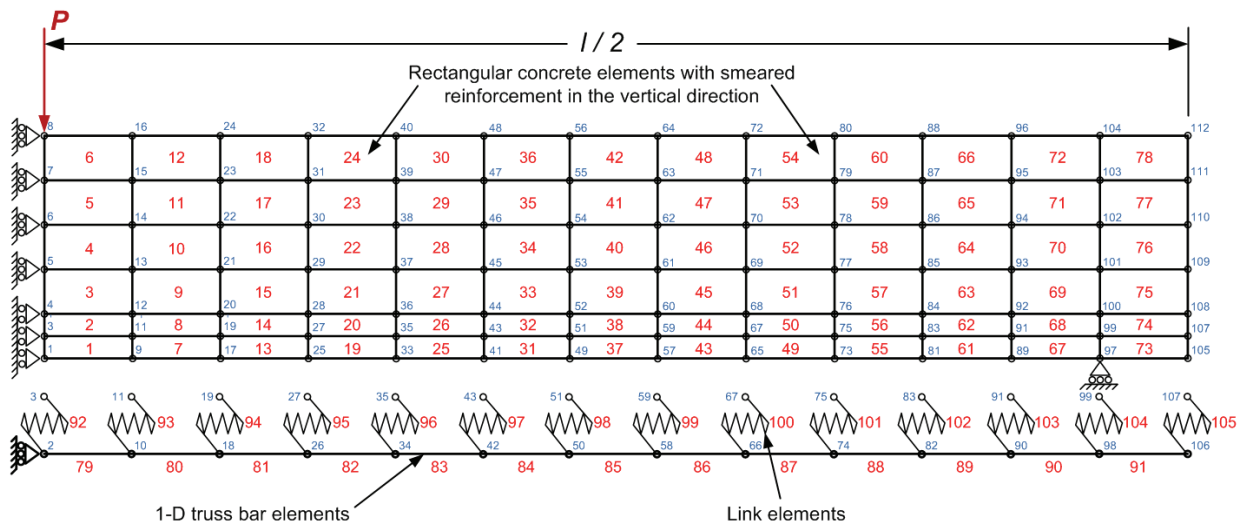 P
l / 2
Rectangular concrete elements with smeared
reinforcement in the vertical direction
8 16 24 32 40 48 56 64 72 80 88 96 104 112
6 12 18 24 30 36 42 48 54 60 66 72 78
7 15 23 31 39 47 55 63 71 79 87 95 103 111
5 11 17 23 29 35 41 47 53 59 65 71 77
6 14 22 30 38 46 54 62 70 78 86 94 102 110
4 10 16 22 28 34 40 46 52 58 64 70 76
5 13 21 29 37 45 53 61 69 77 85 93 101 109
3 9 15 21 27 33 39 45 51 57 63 69 75
4 12 20 28 36 44 52 60 68 76 84 92 100 108
2 8 14 20 26 32 38 44 50 56 62 68 74
3 11 19 27 35 43 51 59 67 75 83 91 99 107
1 7 13 19 25 31 37 43 49 55 61 67 73
1 9 17 25 33 41 49 57 65 73 81 89 97 105
3 11 19 27 35 43 51 59 67 75 83 91 99 107
92 93 94 95 96 97 98 99 100 101 102 103 104 105
2 10 18 26 34 42 50 58 66 74 82 90 98 106
79 80 81 82 83 84 85 86 87 88 89 90 91
1-D truss bar elements
Link elements